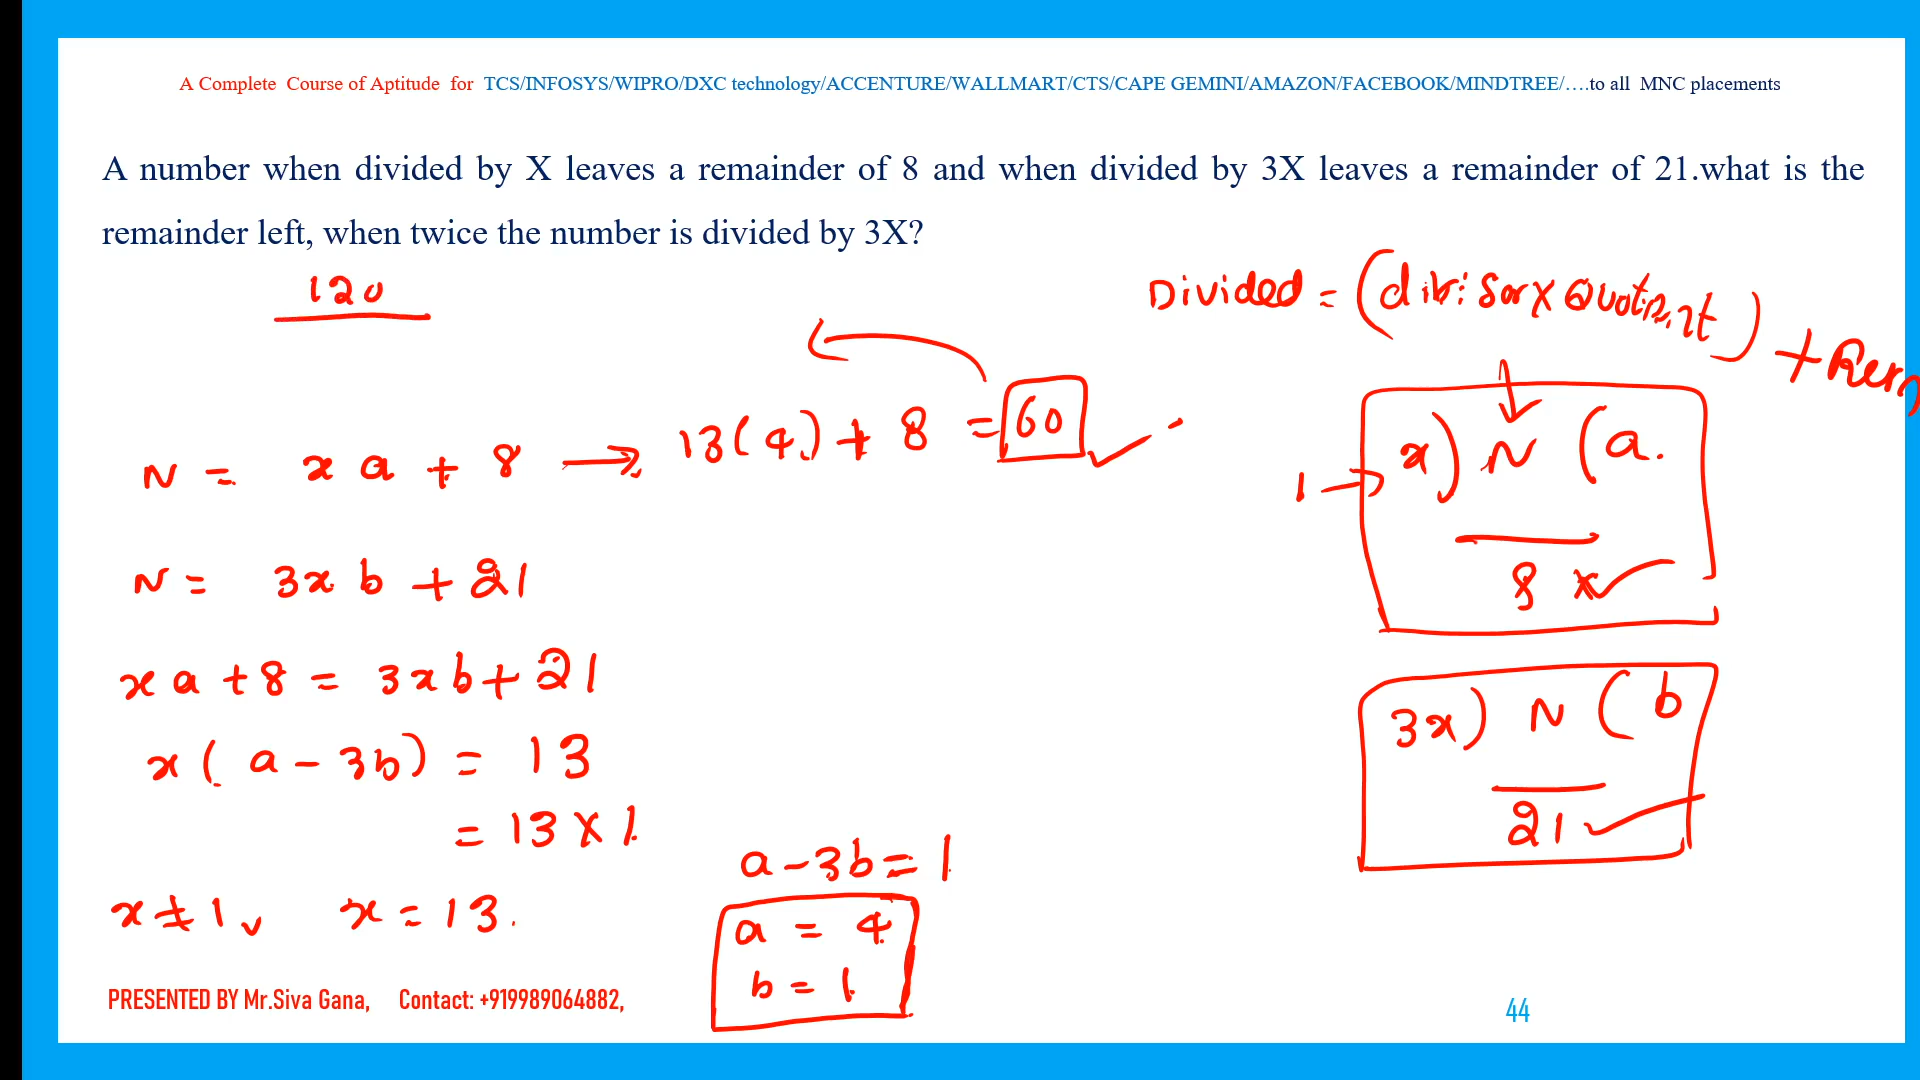 A Complete Course of Aptitude for TCS/INFOSYS/WIPRO/DXC technology/ACCENTURE/WALLMART/CTS/CAPE GEMINI/AMAZON/FACEBOOK/MINDTREE/....to all MNC placements
A number when divided by X leaves a remainder of 8 and when divided by 3X leaves a remainder of 21.what is the
remainder left, when twice the number is divided by 3X?
120
Divided = (divisor X Quotient) + Rem
N = x a + 8 → 13(4) + 8 = 60
N = 3x b + 21
x a + 8 = 3x b + 21
x( a - 3b) = 13
= 13 X 1
x ≠ 1, x = 13.
a - 3b = 1
a = 4
b = 1
1 → x) N (a
8
3x) N ( b
21
PRESENTED BY Mr.Siva Gana, Contact: +919989064882,
44